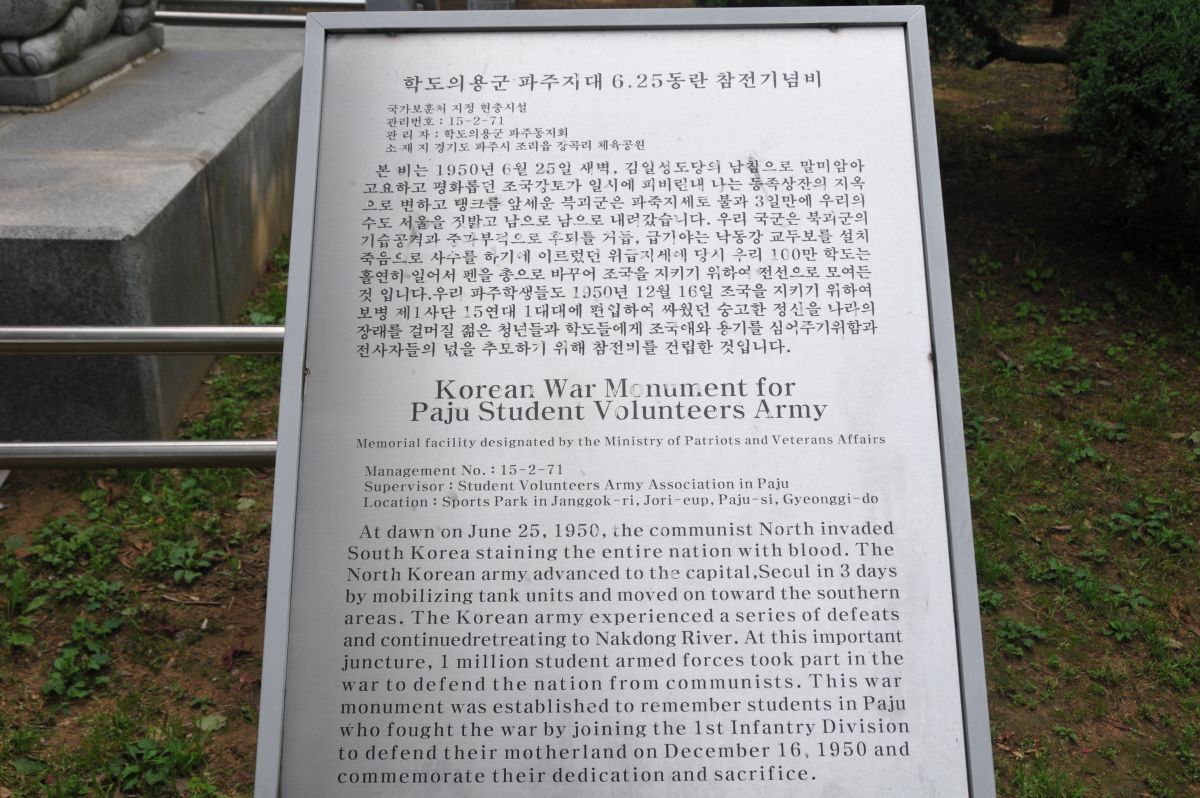 학도의용군 파주지대 6.25동란 참전기념비
국가보훈처 지정 현충시설
관리번호 : 15-2-71
관 리 자 : 학도의용군 파주동지회
소 재 지 경기도 파주시 조리읍 장곡리 체육공원
본 비는 1950년 6월 25일 새벽, 김일성도당의 남침으로 말미암아
고요하고 평화롭던 조국강토가 일시에 피비린내 나는 동족상잔의 지옥
으로 변하고 탱크를 앞세운 북괴군은 파죽지세로 불과 3일만에 우리의
수도 서울을 짓밟고 남으로 남으로 내려갔습니다. 우리 국군은 북괴군의
기습공격과 중과부적으로 후퇴를 거듭, 급기야는 낙동강 교두보를 설치
죽음으로 사수를 하기에 이르렀던 위급지세에 당시 우리 100만 학도는
홀연히 일어서 펜을 총으로 바꾸어 조국을 지키기 위하여 전선으로 모여든
것 입니다.우리 파주학생들도 1950년 12월 16일 조국을 지키기 위하여
보병 제1사단 15연대 1대대에 편입하여 싸웠던 숭고한 정신을 나라의
장래를 걸머질 젊은 청년들과 학도들에게 조국애와 용기를 심어주기위함과
전사자들의 넋을 추모하기 위해 참전비를 건립한 것입니다.
Korean War Monument for
Paju Student Volunteers Army
Memorial facility designated by the Ministry of Patriots and Veterans Affairs
Management No. : 15-2-71
Supervisor : Student Volunteers Army Association in Paju
Location : Sports Park in Janggok-ri, Jori-eup, Paju-si, Gyeonggi-do
At dawn on June 25, 1950, the communist North invaded
South Korea staining the entire nation with blood. The
North Korean army advanced to the capital,Seoul in 3 days
by mobilizing tank units and moved on toward the southern
areas. The Korean army experienced a series of defeats
and continuedretreating to Nakdong River. At this important
juncture, 1 million student armed forces took part in the
war to defend the nation from communists. This war
monument was established to remember students in Paju
who fought the war by joining the 1st Infantry Division
to defend their motherland on December 16, 1950 and
commemorate their dedication and sacrifice.